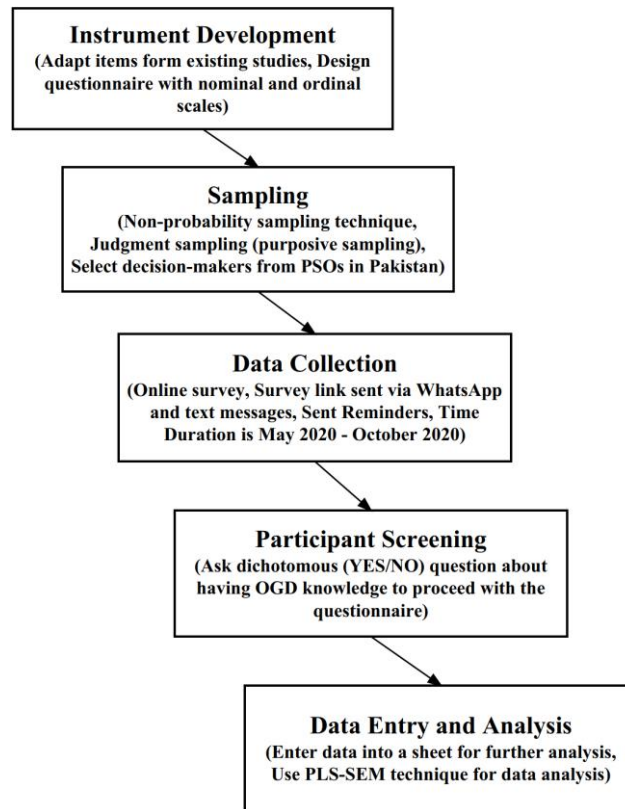 Instrument Development
(Adapt items form existing studies, Design
questionnaire with nominal and ordinal
scales)
Sampling
(Non-probability sampling technique,
Judgment sampling (purposive sampling),
Select decision-makers from PSOs in Pakistan)
Data Collection
(Online survey, Survey link sent via WhatsApp
and text messages, Sent Reminders, Time
Duration is May 2020 - October 2020)
Participant Screening
(Ask dichotomous (YES/NO) question about
having OGD knowledge to proceed with the
questionnaire)
Data Entry and Analysis
(Enter data into a sheet for further analysis,
Use PLS-SEM technique for data analysis)